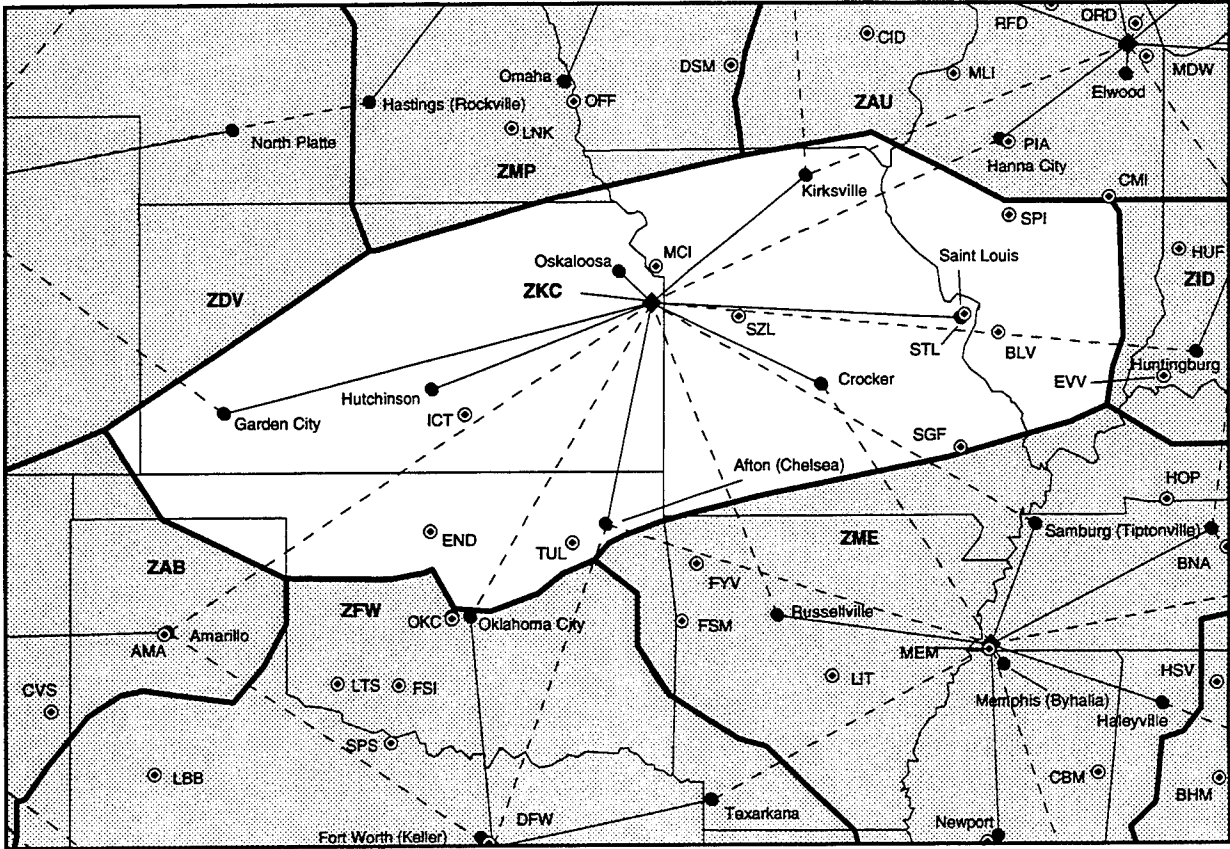 RFD
ORD
CID
DSM
MLI
MDW
Omaha
OFF
Elwood
Hastings (Rockville)
ZAU
LNK
North Platte
PIA
Hanna City
ZMP
Kirksville
CMI
SPI
Saint Louis
HUF
MCI
Oskaloosa
ZID
ZKC
ZDV
SZL
STL
BLV
Huntingburg
EVV
Crocker
Hutchinson
ICT
Garden City
SGF
Afton (Chelsea)
HOP
END
TUL
ZME
Samburg (Tiptonville)
BNA
ZAB
FYV
ZFW
Russellville
OKC
Oklahoma City
FSM
Amarillo
AMA
MEM
HSV
LIT
CVS
LTS
FSI
Memphis (Byhalia)
Haleyville
SPS
LBB
CBM
BHM
Texarkana
DFW
Newport
Fort Worth (Keller)